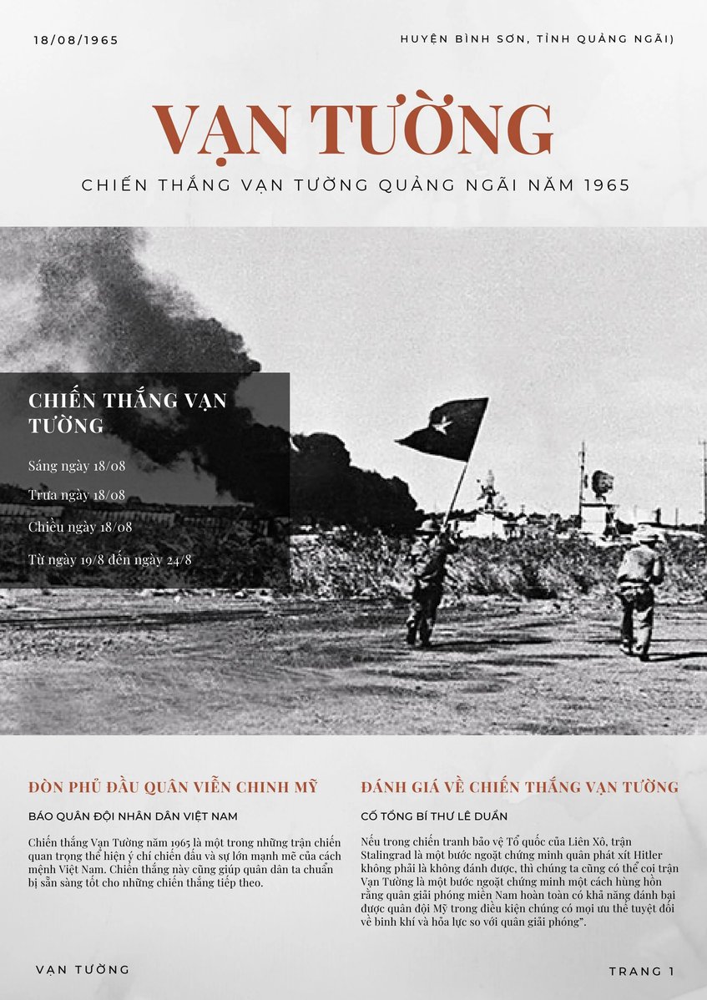 18/08/1965
HUYỆN BÌNH SƠN, TỈNH QUẢNG NGÃI)
VẠN TƯỜNG
CHIẾN THẮNG VẠN TƯỜNG QUẢNG NGÃI NĂM 1965
CHIẾN THẮNG VẠN
TƯỜNG
Sáng ngày 18/08
Trưa ngày 18/08
Chiều ngày 18/08
Từ ngày 19/8 đến ngày 24/8
ĐÒN PHỦ ĐẦU QUÂN VIỄN CHINH MỸ
BÁO QUÂN ĐỘI NHÂN DÂN VIỆT NAM
Chiến thắng Vạn Tường năm 1965 là một trong những trận chiến
quan trọng thể hiện ý chí chiến đấu và sự lớn mạnh mẽ của cách
mệnh Việt Nam. Chiến thắng này cũng giúp quân dân ta chuẩn
bị sẵn sàng tốt cho những chiến thắng tiếp theo.
ĐÁNH GIÁ VỀ CHIẾN THẮNG VẠN TƯỜNG
CỐ TỔNG BÍ THƯ LÊ DUẨN
Nếu trong chiến tranh bảo vệ Tổ quốc của Liên Xô, trận
Stalingrad là một bước ngoặt chứng minh quân phát xít Hitler
không phải là không đánh được, thì chúng ta cũng có thể coi trận
Vạn Tường là một bước ngoặt chứng minh một cách hùng hồn
rằng quân giải phóng miền Nam hoàn toàn có khả năng đánh bại
được quân đội Mỹ trong điều kiện chúng có mọi ưu thế tuyệt đối
về binh khí và hỏa lực so với quân giải phóng”.
VẠN TƯỜNG
TRANG 1